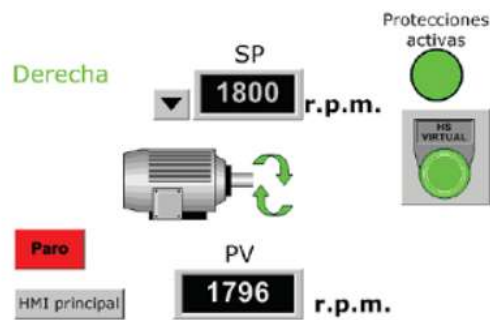 Protecciones
activas
Derecha
SP
1800
r.p.m.
HS
VIRTUAL
Paro
PV
HMI principal
1796
r.p.m.